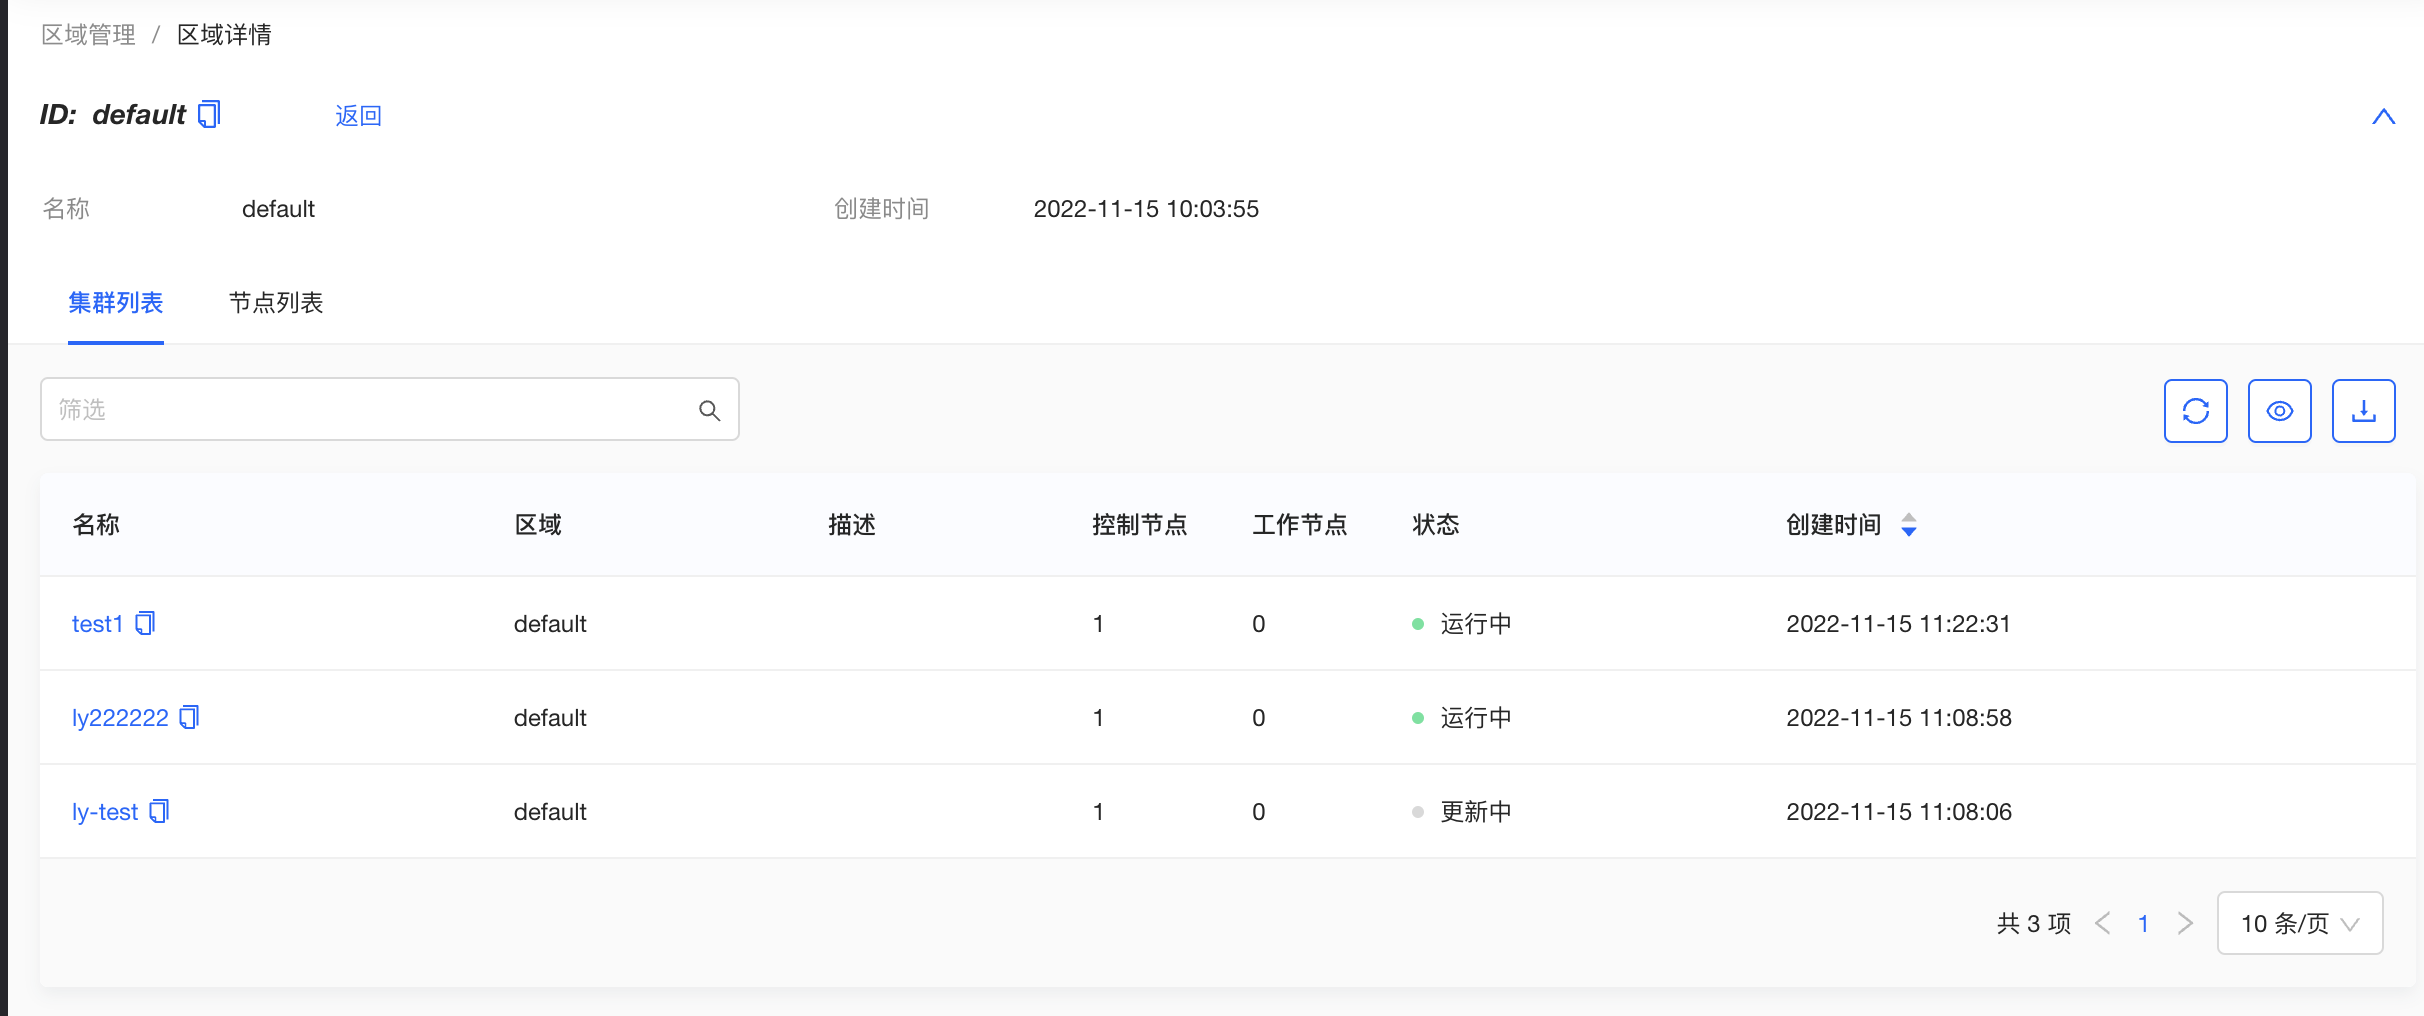 区域管理 / 区域详情
ID: default 返回
名称 default 创建时间 2022-11-15 10:03:55
集群列表 节点列表
筛选
名称 区域 描述 控制节点 工作节点 状态 创建时间
test1 default 1 0 运行中 2022-11-15 11:22:31
ly222222 default 1 0 运行中 2022-11-15 11:08:58
ly-test default 1 0 更新中 2022-11-15 11:08:06
共 3 项 1 10 条/页